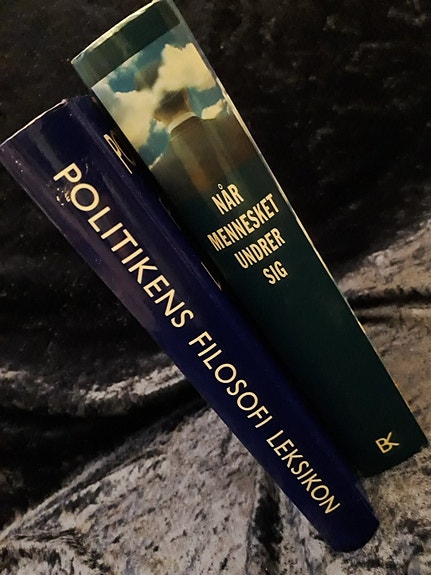 POLITIKENS FILOSOFI LEKSIKON
NÅR
MENNESKET
UNDRER
SIG